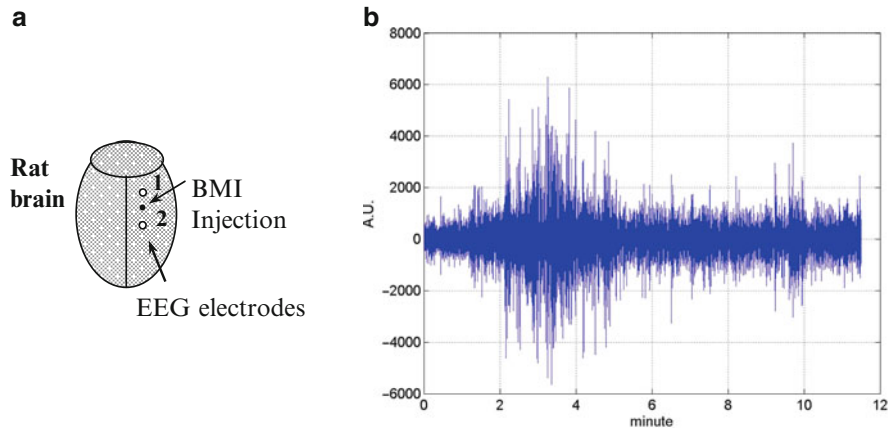 a
Rat
brain
1
2
BMI
Injection
EEG electrodes
b
8000
6000
4000
2000
0
−2000
−4000
−6000
A.U.
0 2 4 6 8 10 12
minute